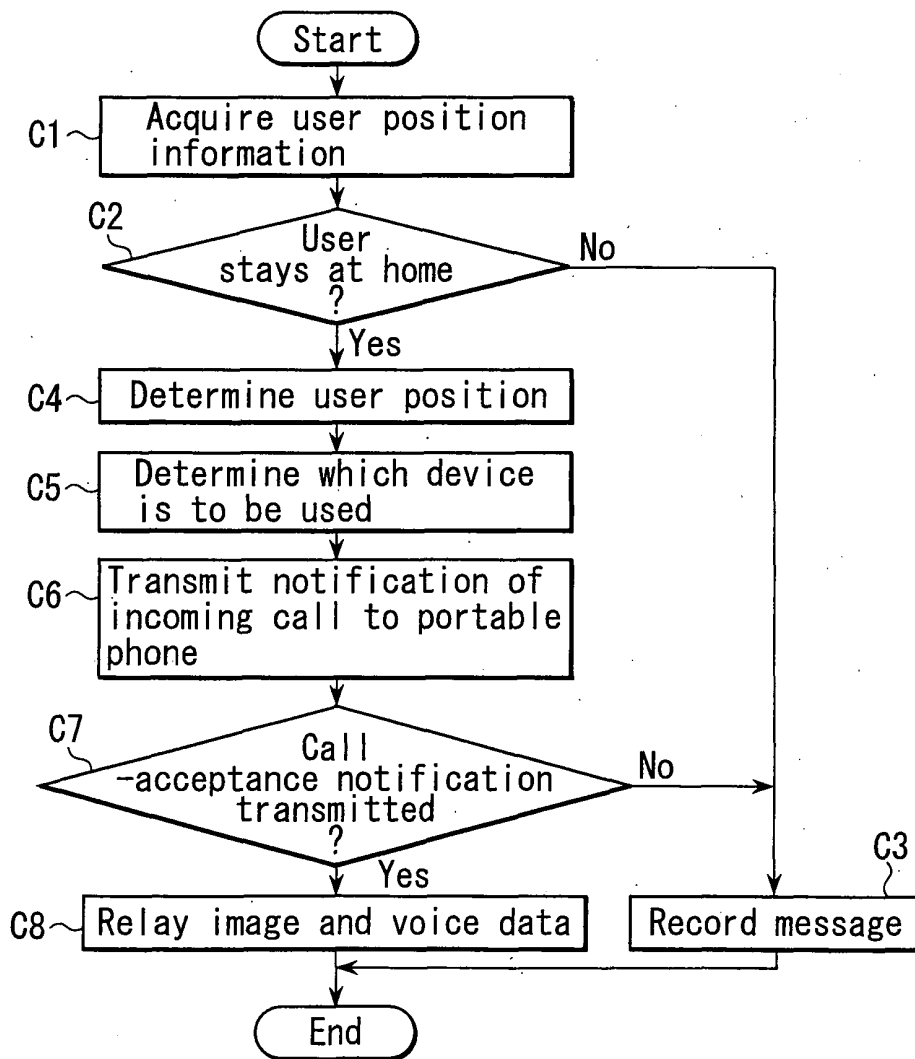 Start
C1
Acquire user position
information
C2
User
stays at home
?
No
Yes
C4
Determine user position
C5
Determine which device
is to be used
C6
Transmit notification of
incoming call to portable
phone
C7
Call
-acceptance notification
transmitted
?
No
Yes
C3
C8
Relay image and voice data
Record message
End